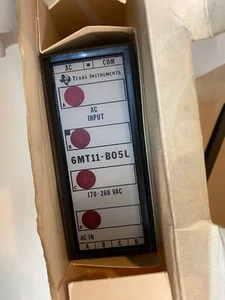 AC COM
TEXAS INSTRUMENTS
A
AC
INPUT
B
6MT11-B05L
C
170-260 VAC
D
AC IN
A B C D